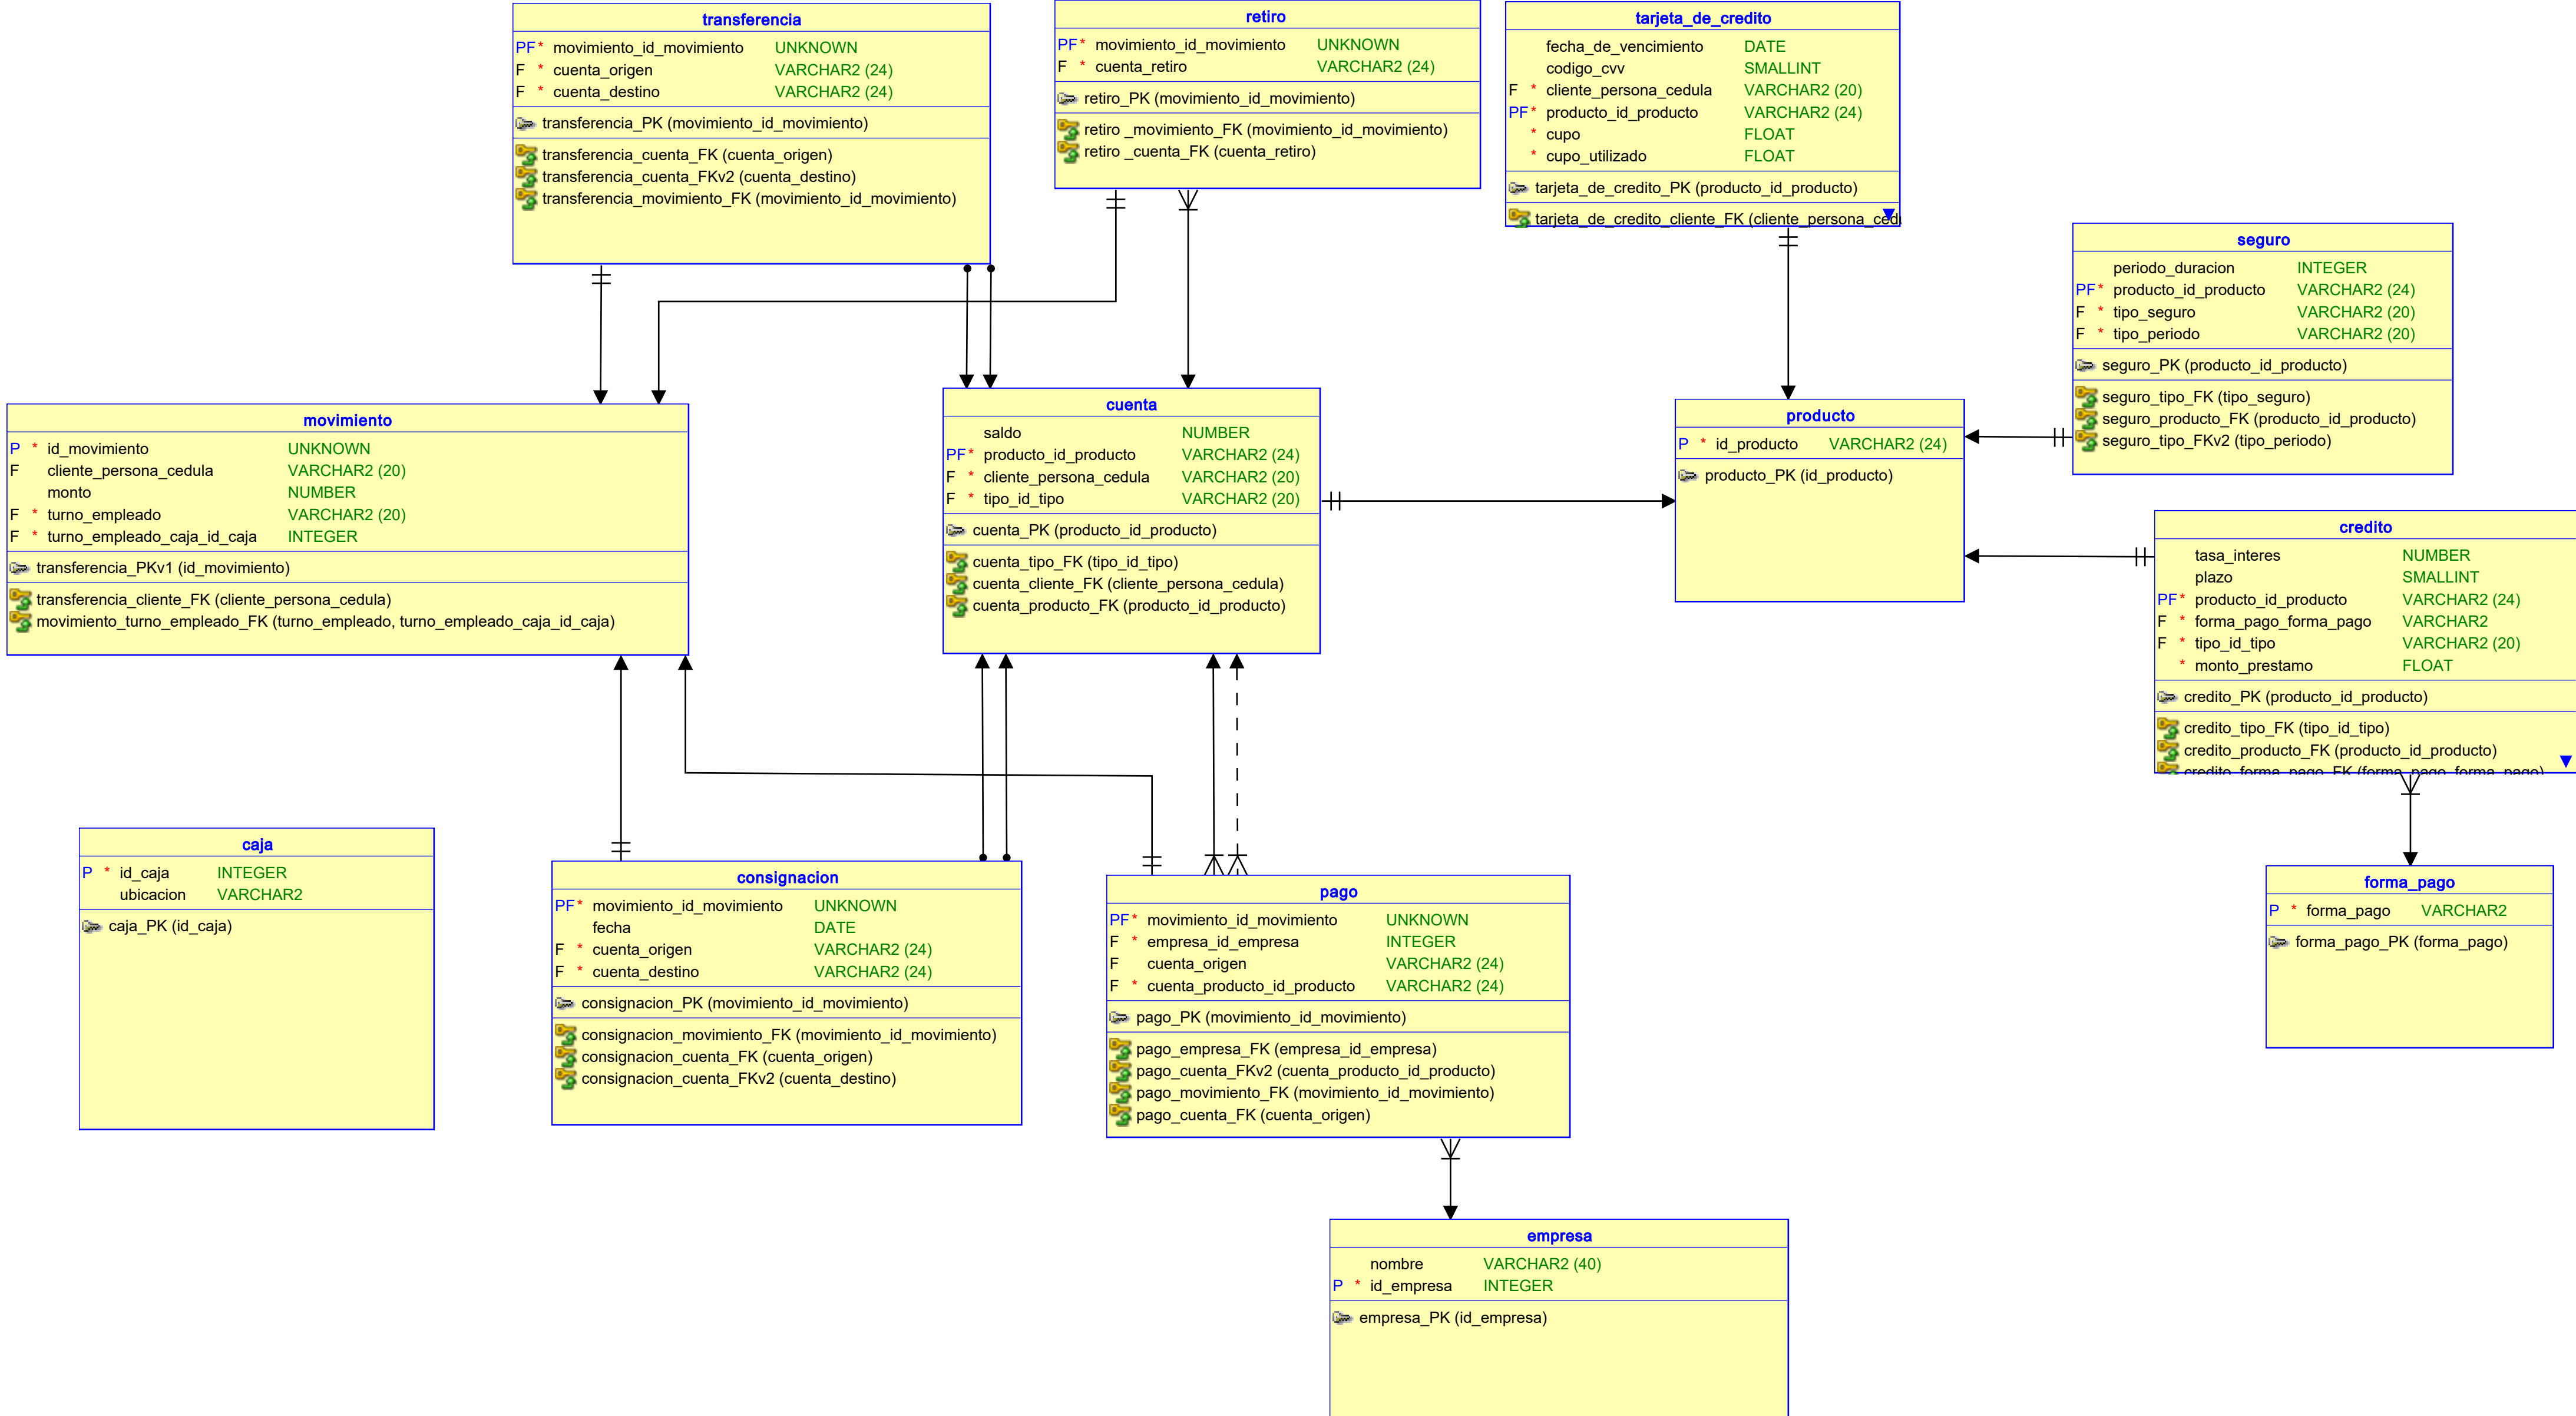 transferencia
PF * movimiento_id_movimiento UNKNOWN
F * cuenta_origen VARCHAR2 (24)
F * cuenta_destino VARCHAR2 (24)
transferencia_PK (movimiento_id_movimiento)
transferencia_cuenta_FK (cuenta_origen)
transferencia_cuenta_FKv2 (cuenta_destino)
transferencia_movimiento_FK (movimiento_id_movimiento)
retiro
PF * movimiento_id_movimiento UNKNOWN
F * cuenta_retiro VARCHAR2 (24)
retiro_PK (movimiento_id_movimiento)
retiro _movimiento_FK (movimiento_id_movimiento)
retiro _cuenta_FK (cuenta_retiro)
tarjeta_de_credito
fecha_de_vencimiento DATE
codigo_cvv SMALLINT
F * cliente_persona_cedula VARCHAR2 (20)
PF * producto_id_producto VARCHAR2 (24)
* cupo FLOAT
* cupo_utilizado FLOAT
tarjeta_de_credito_PK (producto_id_producto)
tarjeta_de_credito_cliente_FK (cliente_persona_cedu
seguro
periodo_duracion INTEGER
PF * producto_id_producto VARCHAR2 (24)
F * tipo_seguro VARCHAR2 (20)
F * tipo_periodo VARCHAR2 (20)
seguro_PK (producto_id_producto)
seguro_tipo_FK (tipo_seguro)
seguro_producto_FK (producto_id_producto)
seguro_tipo_FKv2 (tipo_periodo)
movimiento
P * id_movimiento UNKNOWN
F cliente_persona_cedula VARCHAR2 (20)
monto NUMBER
F * turno_empleado VARCHAR2 (20)
F * turno_empleado_caja_id_caja INTEGER
transferencia_PKv1 (id_movimiento)
transferencia_cliente_FK (cliente_persona_cedula)
movimiento_turno_empleado_FK (turno_empleado, turno_empleado_caja_id_caja)
cuenta
saldo NUMBER
PF * producto_id_producto VARCHAR2 (24)
F * cliente_persona_cedula VARCHAR2 (20)
F * tipo_id_tipo VARCHAR2 (20)
cuenta_PK (producto_id_producto)
cuenta_tipo_FK (tipo_id_tipo)
cuenta_cliente_FK (cliente_persona_cedula)
cuenta_producto_FK (producto_id_producto)
producto
P * id_producto VARCHAR2 (24)
producto_PK (id_producto)
credito
tasa_interes NUMBER
plazo SMALLINT
PF * producto_id_producto VARCHAR2 (24)
F * forma_pago_forma_pago VARCHAR2
F * tipo_id_tipo VARCHAR2 (20)
* monto_prestamo FLOAT
credito_PK (producto_id_producto)
credito_tipo_FK (tipo_id_tipo)
credito_producto_FK (producto_id_producto)
credito_forma_pago_FK (forma_pago_forma_pago)
caja
P * id_caja INTEGER
ubicacion VARCHAR2
caja_PK (id_caja)
consignacion
PF * movimiento_id_movimiento UNKNOWN
fecha DATE
F * cuenta_origen VARCHAR2 (24)
F * cuenta_destino VARCHAR2 (24)
consignacion_PK (movimiento_id_movimiento)
consignacion_movimiento_FK (movimiento_id_movimiento)
consignacion_cuenta_FK (cuenta_origen)
consignacion_cuenta_FKv2 (cuenta_destino)
pago
PF * movimiento_id_movimiento UNKNOWN
F * empresa_id_empresa INTEGER
F cuenta_origen VARCHAR2 (24)
F * cuenta_producto_id_producto VARCHAR2 (24)
pago_PK (movimiento_id_movimiento)
pago_empresa_FK (empresa_id_empresa)
pago_cuenta_FKv2 (cuenta_producto_id_producto)
pago_movimiento_FK (movimiento_id_movimiento)
pago_cuenta_FK (cuenta_origen)
forma_pago
P * forma_pago VARCHAR2
forma_pago_PK (forma_pago)
empresa
nombre VARCHAR2 (40)
P * id_empresa INTEGER
empresa_PK (id_empresa)